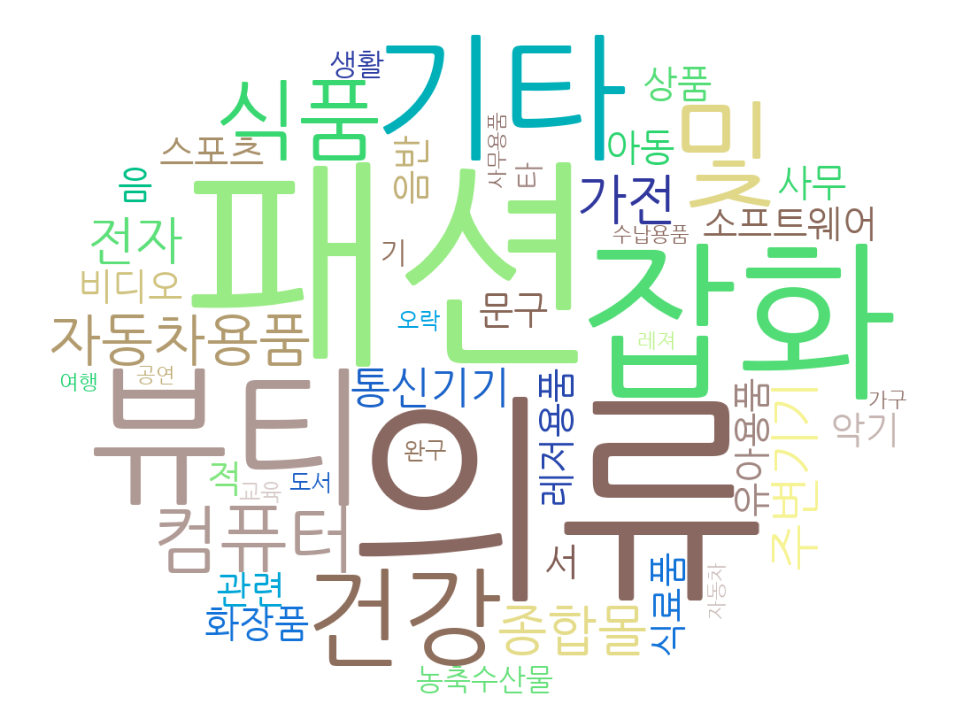 생활
기타
상품
식품
및
스포츠
음반
사무용품
타
아동
음
가전
사무
패션
전자
기
수납용품
소프트웨어
비디오
오락
문구
잡화
자동차용품
레져
여행
공연
뷰티
통신기기
레저용품
유아용품
주변기기
가구
악기
의류
완구
적
교육
도서
컴퓨터
서
관련
화장품
건강
종합몰
식료품
자동차
농축수산물